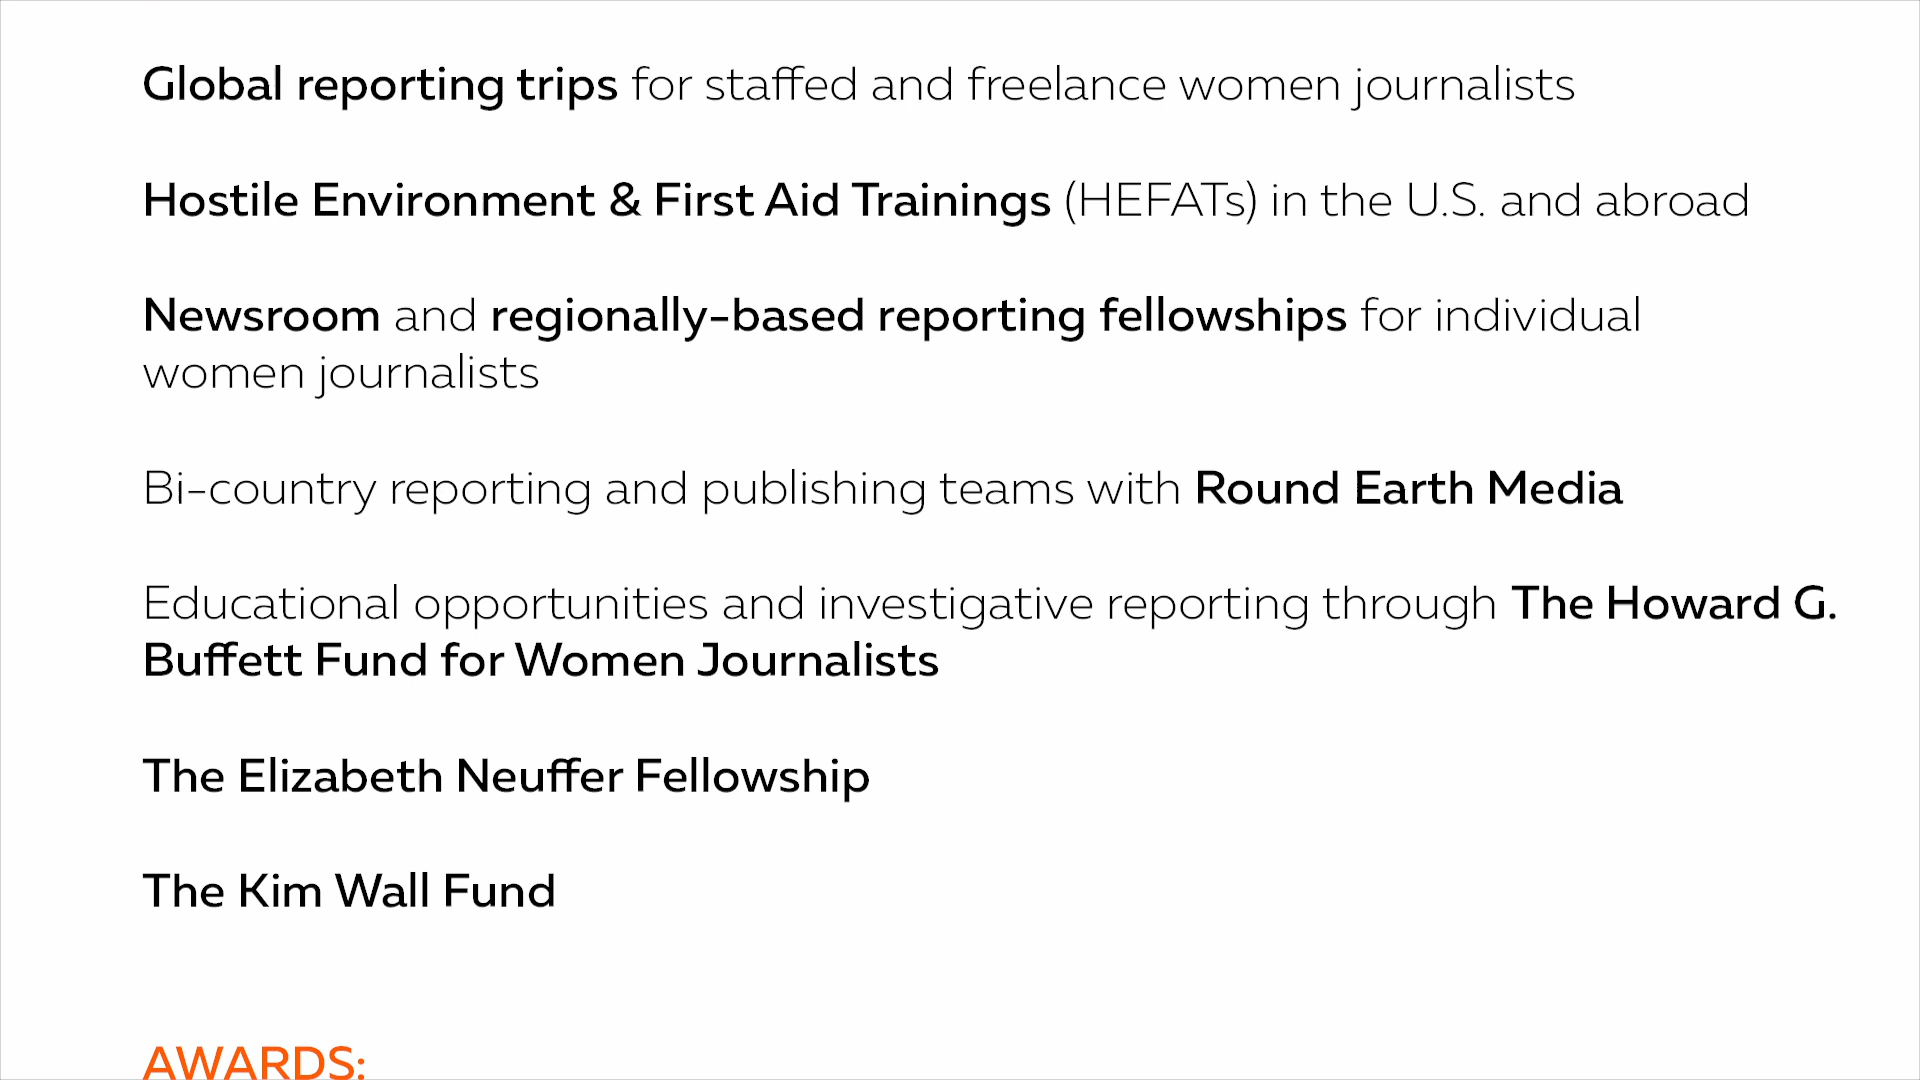 Global reporting trips for staffed and freelance women journalists
Hostile Environment & First Aid Trainings (HEFATs) in the U.S. and abroad
Newsroom and regionally-based reporting fellowships for individual
women journalists
Bi-country reporting and publishing teams with Round Earth Media
Educational opportunities and investigative reporting through The Howard G.
Buffett Fund for Women Journalists
The Elizabeth Neuffer Fellowship
The Kim Wall Fund
AWARDS: